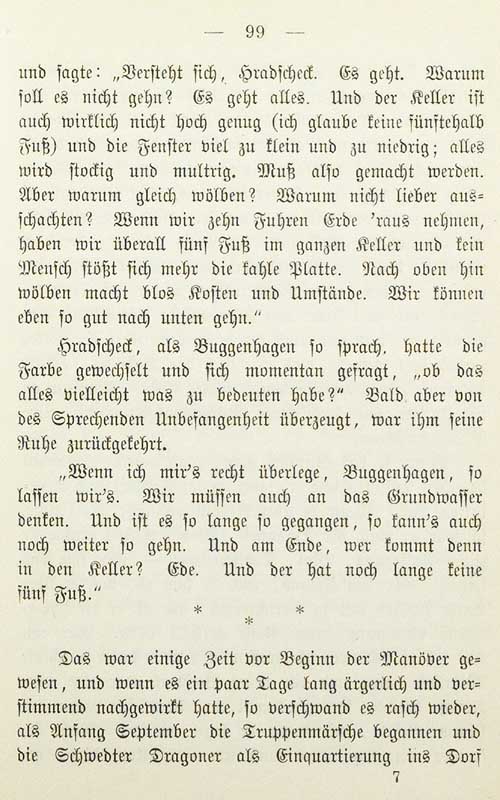 — 99 —
und sagte: „Versteht sich, Hradscheck. Es geht. Warum
soll es nicht gehn? Es geht alles. Und der Keller ist
auch wirklich nicht hoch genug (ich glaube keine fünftehalb
Fuß) und die Fenster viel zu klein und zu niedrig; alles
wird stockig und multrig. Muß also gemacht werden.
Aber warum gleich wölben? Warum nicht lieber aus-
schachten? Wenn wir zehn Fuhren Erde 'raus nehmen,
haben wir überall fünf Fuß im ganzen Keller und kein
Mensch stößt sich mehr die kahle Platte. Nach oben hin
wölben macht blos Kosten und Umstände. Wir können
eben so gut nach unten gehn.“
Hradscheck, als Buggenhagen so sprach, hatte die
Farbe gewechselt und sich momentan gefragt, „ob das
alles vielleicht was zu bedeuten habe?“ Bald aber von
des Sprechenden Unbefangenheit überzeugt, war ihm seine
Ruhe zurückgekehrt.
„Wenn ich mir's recht überlege, Buggenhagen, so
lassen wir's. Wir müssen auch an das Grundwasser
denken. Und ist es so lange so gegangen, so kann's auch
noch weiter so gehn. Und am Ende, wer kommt denn
in den Keller? Ede. Und der hat noch lange keine
fünf Fuß.“
* * *
Das war einige Zeit vor Beginn der Manöver ge-
wesen, und wenn es ein paar Tage lang ärgerlich und ver-
stimmend nachgewirkt hatte, so verschwand es rasch wieder,
als Anfang September die Truppenmärsche begannen und
die Schwedter Dragoner als Einquartierung ins Dorf
7